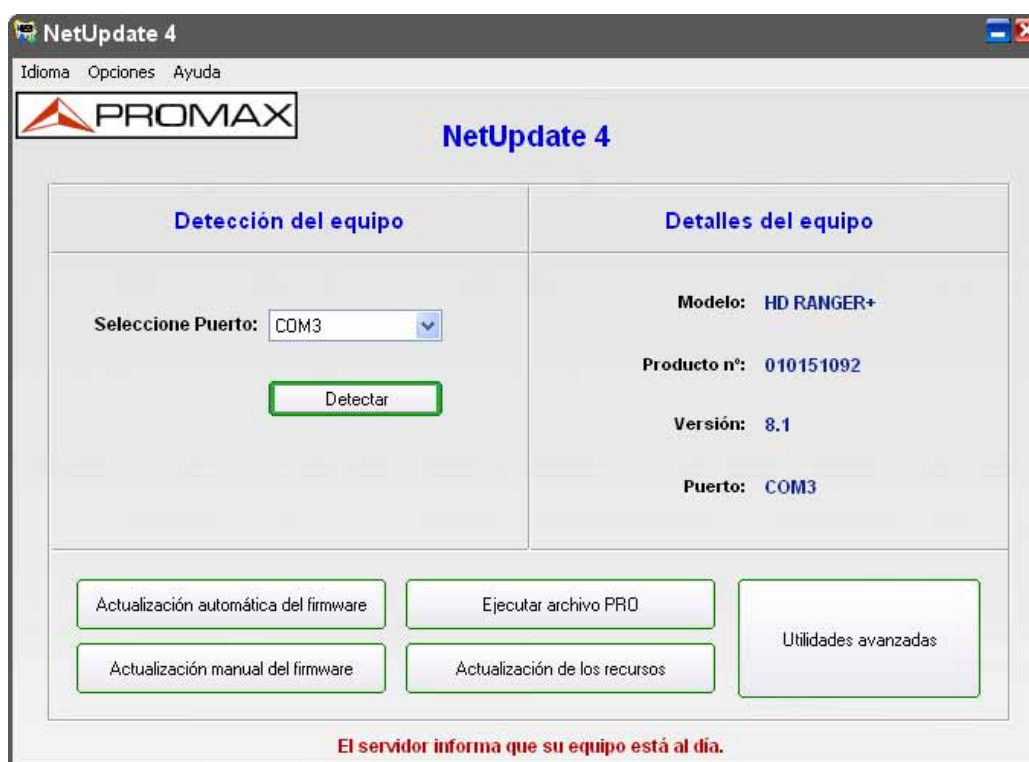 NetUpdate 4
Idioma Opciones Ayuda
PROMAX
NetUpdate 4
Detección del equipo
Detalles del equipo
Seleccione Puerto: COM3
Detectar
Modelo: HD RANGER+
Producto nº: 010151092
Versión: 8.1
Puerto: COM3
Actualización automática del firmware
Ejecutar archivo PRO
Utilidades avanzadas
Actualización manual del firmware
Actualización de los recursos
El servidor informa que su equipo está al día.